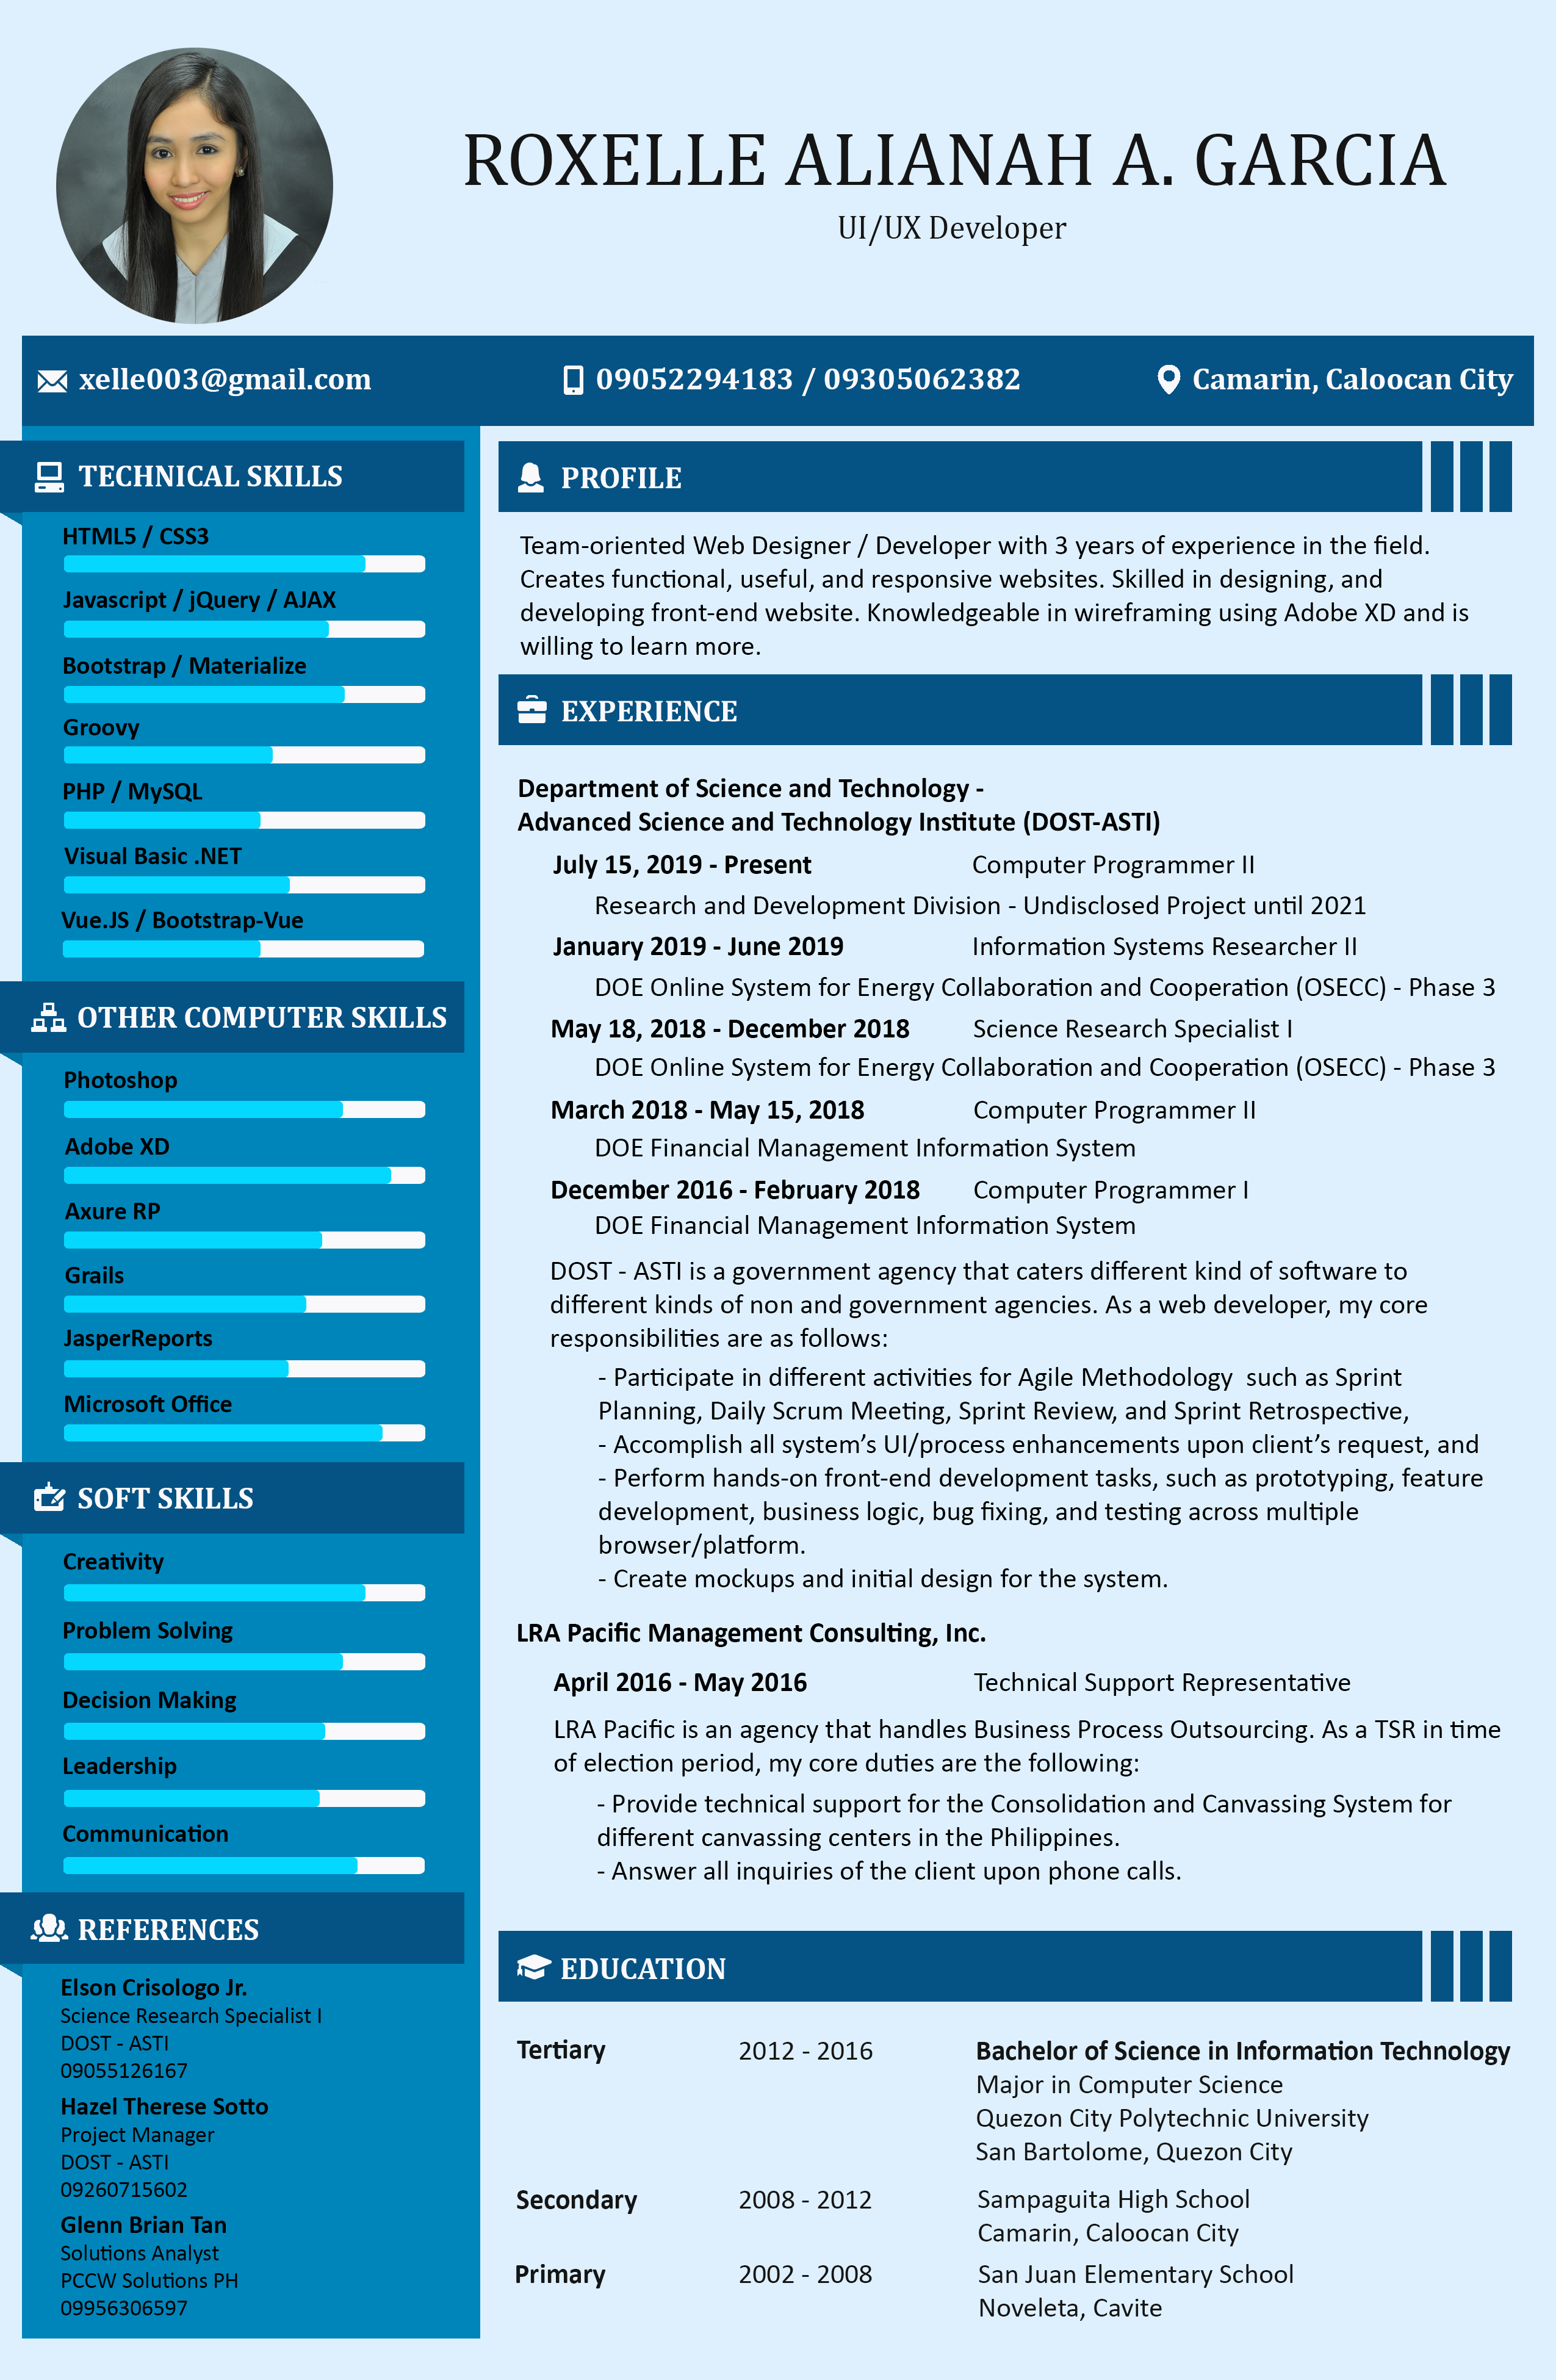 ROXELLE ALIANAH A. GARCIA
UI/UX Developer
xelle003@gmail.com
09052294183 / 09305062382
Camarin, Caloocan City
TECHNICAL SKILLS
HTML5 / CSS3
Javascript / jQuery / AJAX
Bootstrap / Materialize
Groovy
PHP / MySQL
Visual Basic .NET
Vue.JS / Bootstrap-Vue
OTHER COMPUTER SKILLS
Photoshop
Adobe XD
Axure RP
Grails
JasperReports
Microsoft Office
SOFT SKILLS
Creativity
Problem Solving
Decision Making
Leadership
Communication
REFERENCES
Elson Crisologo Jr.
Science Research Specialist I
DOST - ASTI
09055126167
Hazel Therese Sotto
Project Manager
DOST - ASTI
09260715602
Glenn Brian Tan
Solutions Analyst
PCCW Solutions PH
09956306597
PROFILE
Team-oriented Web Designer / Developer with 3 years of experience in the field.
Creates functional, useful, and responsive websites. Skilled in designing, and
developing front-end website. Knowledgeable in wireframing using Adobe XD and is
willing to learn more.
EXPERIENCE
Department of Science and Technology -
Advanced Science and Technology Institute (DOST-ASTI)
July 15, 2019 - Present Computer Programmer II
Research and Development Division - Undisclosed Project until 2021
January 2019 - June 2019 Information Systems Researcher II
DOE Online System for Energy Collaboration and Cooperation (OSECC) - Phase 3
May 18, 2018 - December 2018 Science Research Specialist I
DOE Online System for Energy Collaboration and Cooperation (OSECC) - Phase 3
March 2018 - May 15, 2018 Computer Programmer II
DOE Financial Management Information System
December 2016 - February 2018 Computer Programmer I
DOE Financial Management Information System
DOST - ASTI is a government agency that caters different kind of software to
different kinds of non and government agencies. As a web developer, my core
responsibilities are as follows:
- Participate in different activities for Agile Methodology such as Sprint
Planning, Daily Scrum Meeting, Sprint Review, and Sprint Retrospective,
- Accomplish all system’s UI/process enhancements upon client’s request, and
- Perform hands-on front-end development tasks, such as prototyping, feature
development, business logic, bug fixing, and testing across multiple
browser/platform.
- Create mockups and initial design for the system.
LRA Pacific Management Consulting, Inc.
April 2016 - May 2016 Technical Support Representative
LRA Pacific is an agency that handles Business Process Outsourcing. As a TSR in time
of election period, my core duties are the following:
- Provide technical support for the Consolidation and Canvassing System for
different canvassing centers in the Philippines.
- Answer all inquiries of the client upon phone calls.
EDUCATION
Tertiary 2012 - 2016 Bachelor of Science in Information Technology
Major in Computer Science
Quezon City Polytechnic University
San Bartolome, Quezon City
Secondary 2008 - 2012 Sampaguita High School
Camarin, Caloocan City
Primary 2002 - 2008 San Juan Elementary School
Noveleta, Cavite